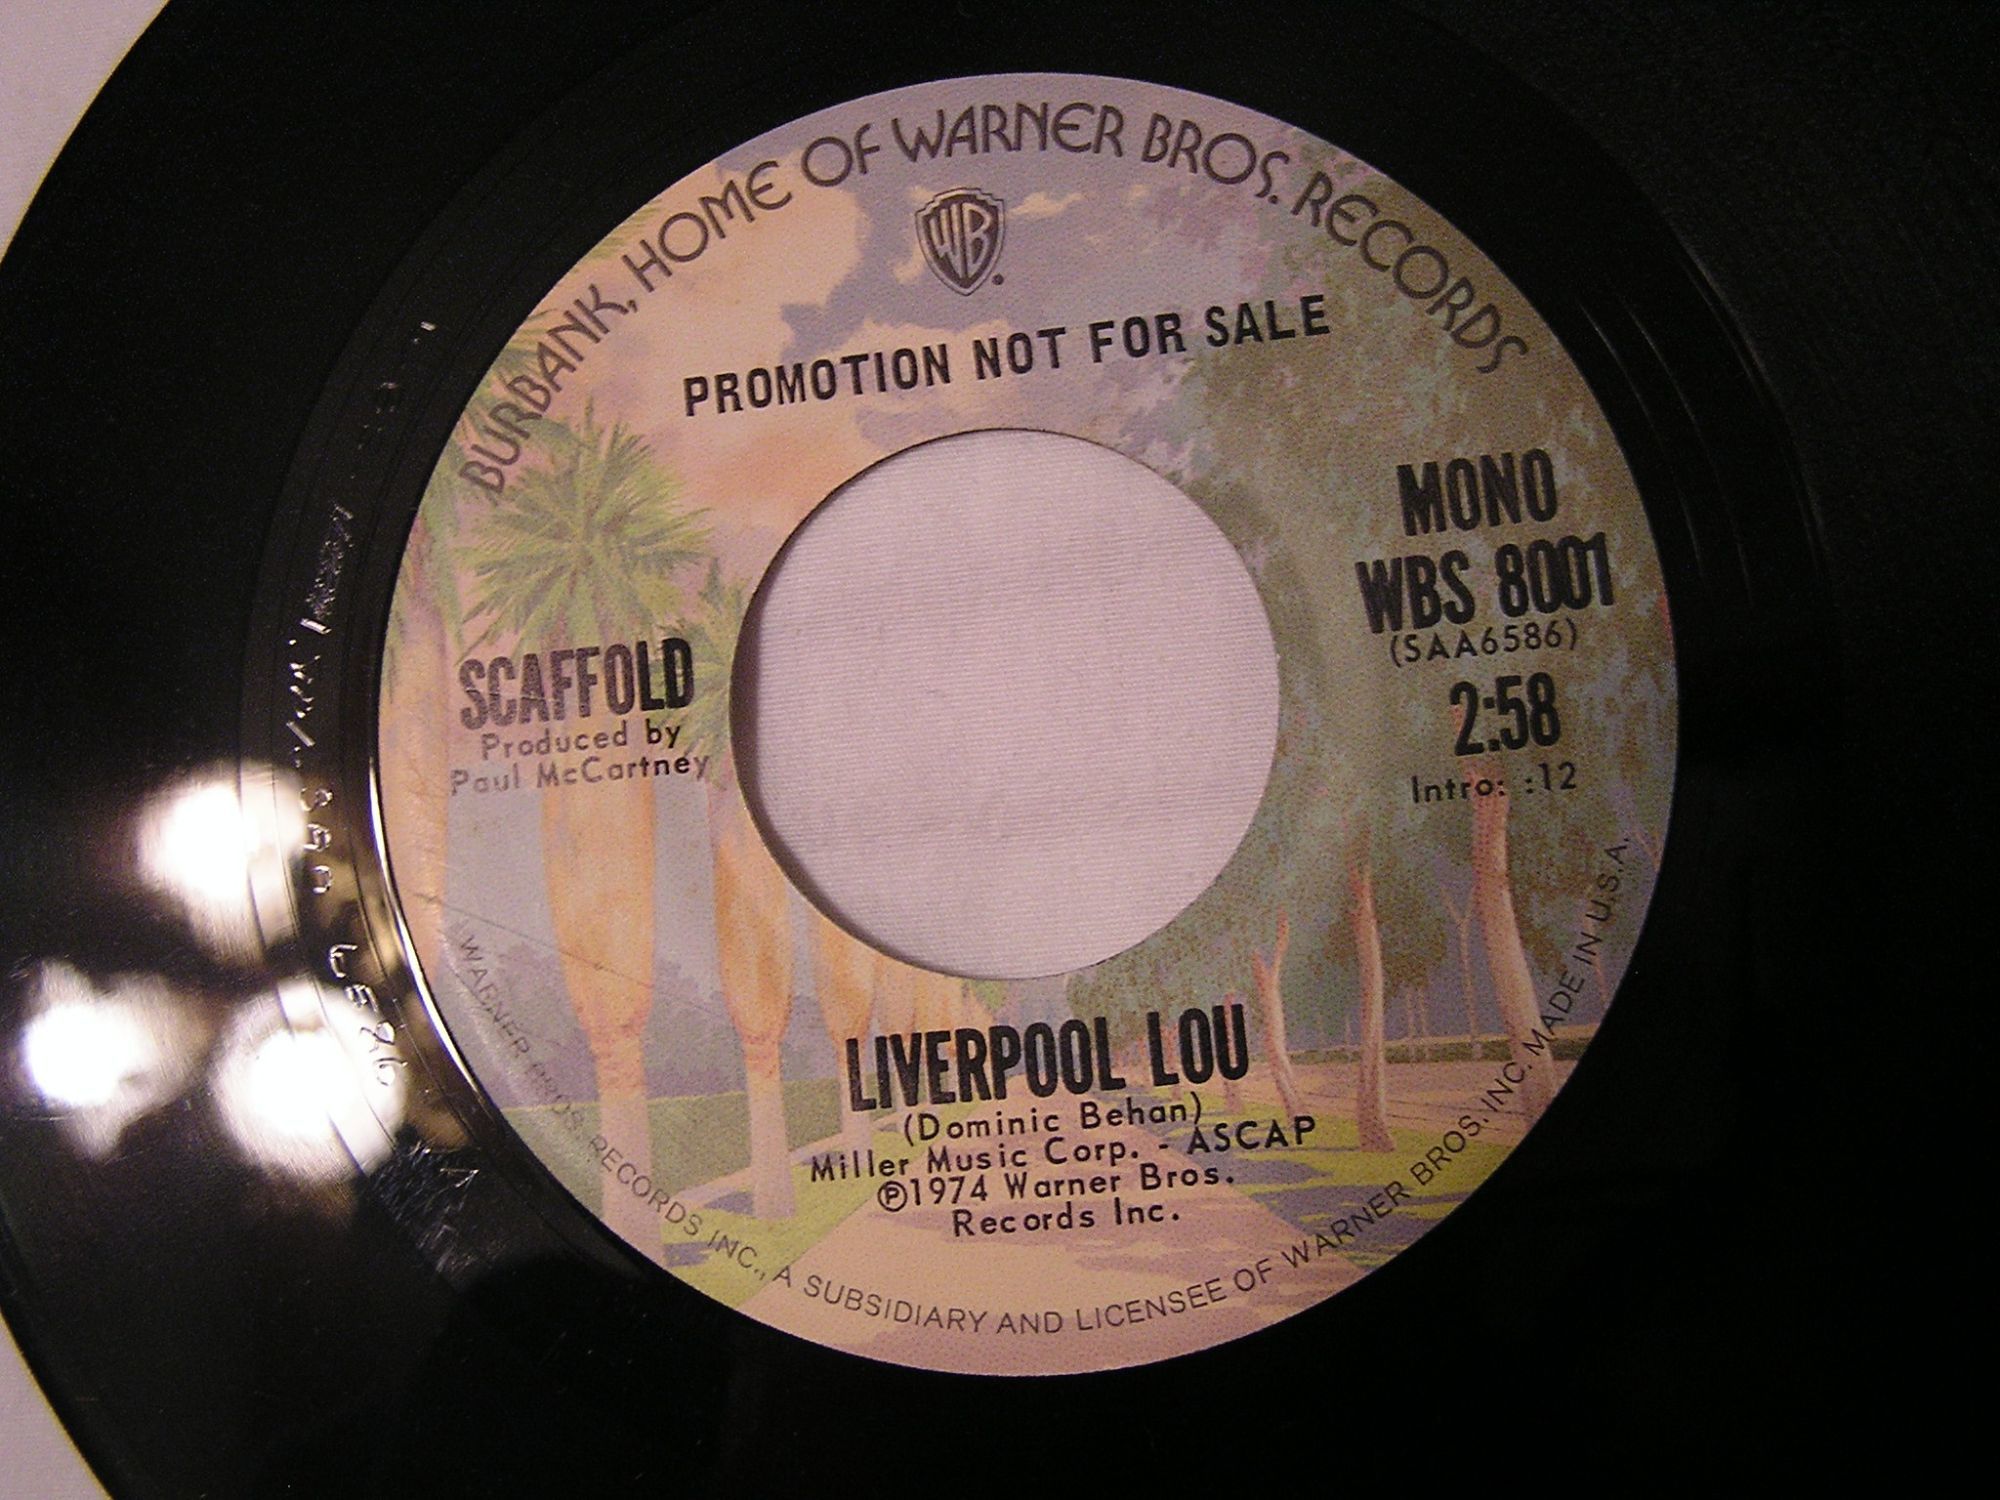 BURBANK, HOME OF WARNER BROS. RECORDS
WB
PROMOTION NOT FOR SALE
MONO
WBS 8001
(SAA6586)
2:58
Intro: :12
SCAFFOLD
Produced by
Paul McCartney
LIVERPOOL LOU
(Dominic Behan)
Miller Music Corp. - ASCAP
℗1974 Warner Bros.
Records Inc.
WARNER BROS. RECORDS INC., A SUBSIDIARY AND LICENSEE OF WARNER BROS. INC. MADE IN U.S.A.